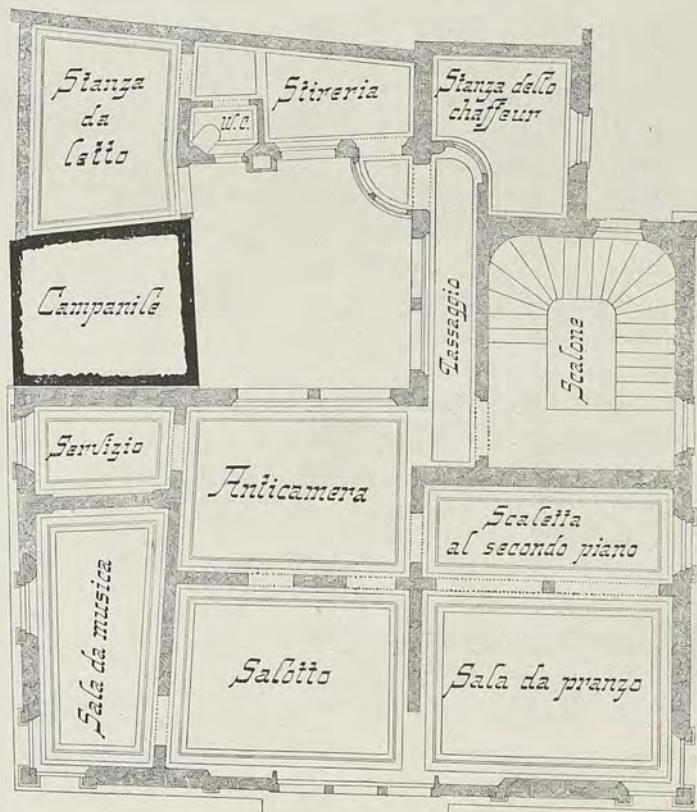 Stanza
da
letto
Stireria
W.C.
Stanza dello
chaffeur
Campanile
Passaggio
Scalone
Servizio
Anticamera
Scaletta
al secondo piano
Sala da musica
Salotto
Sala da pranzo